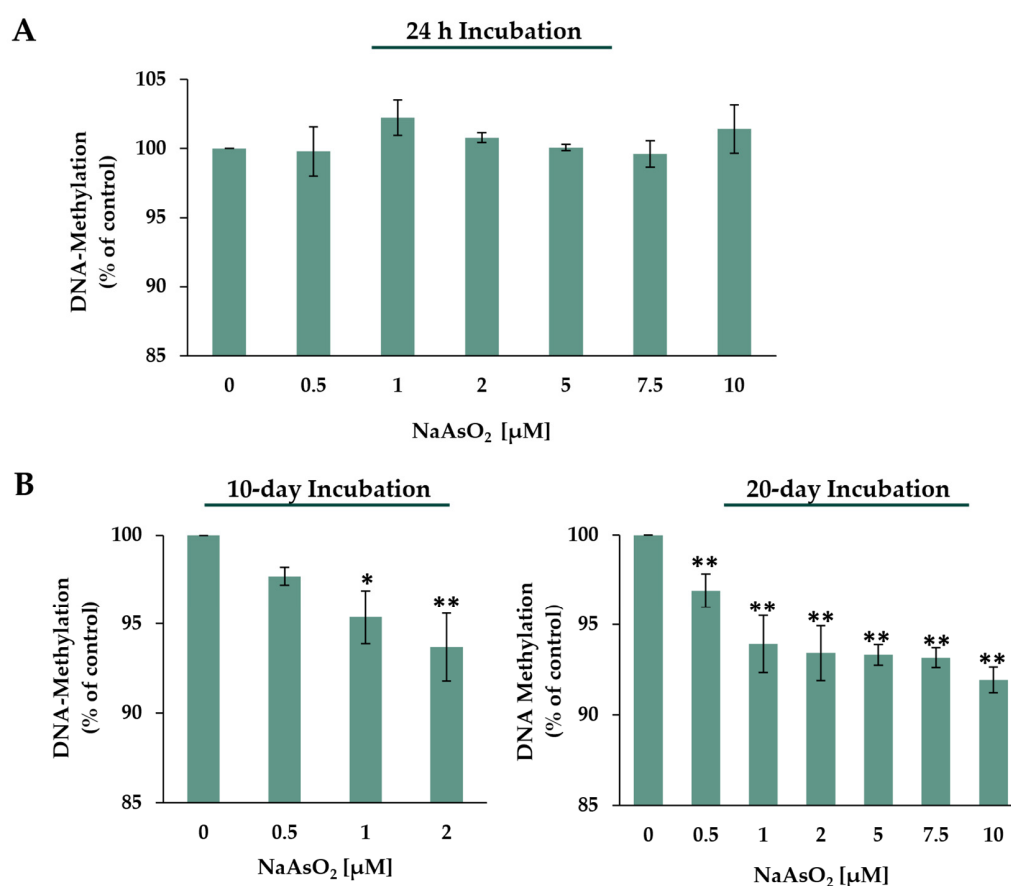 A
24 h Incubation
DNA-Methylation
(% of control)
105
100
95
90
85
0 0.5 1 2 5 7.5 10
NaAsO₂ [µM]
B
10-day Incubation
DNA-Methylation
(% of control)
100
95
90
85
* **
0 0.5 1 2
NaAsO₂ [µM]
20-day Incubation
DNA Methylation
(% of control)
100
95
90
85
** ** ** ** ** **
0 0.5 1 2 5 7.5 10
NaAsO₂ [µM]